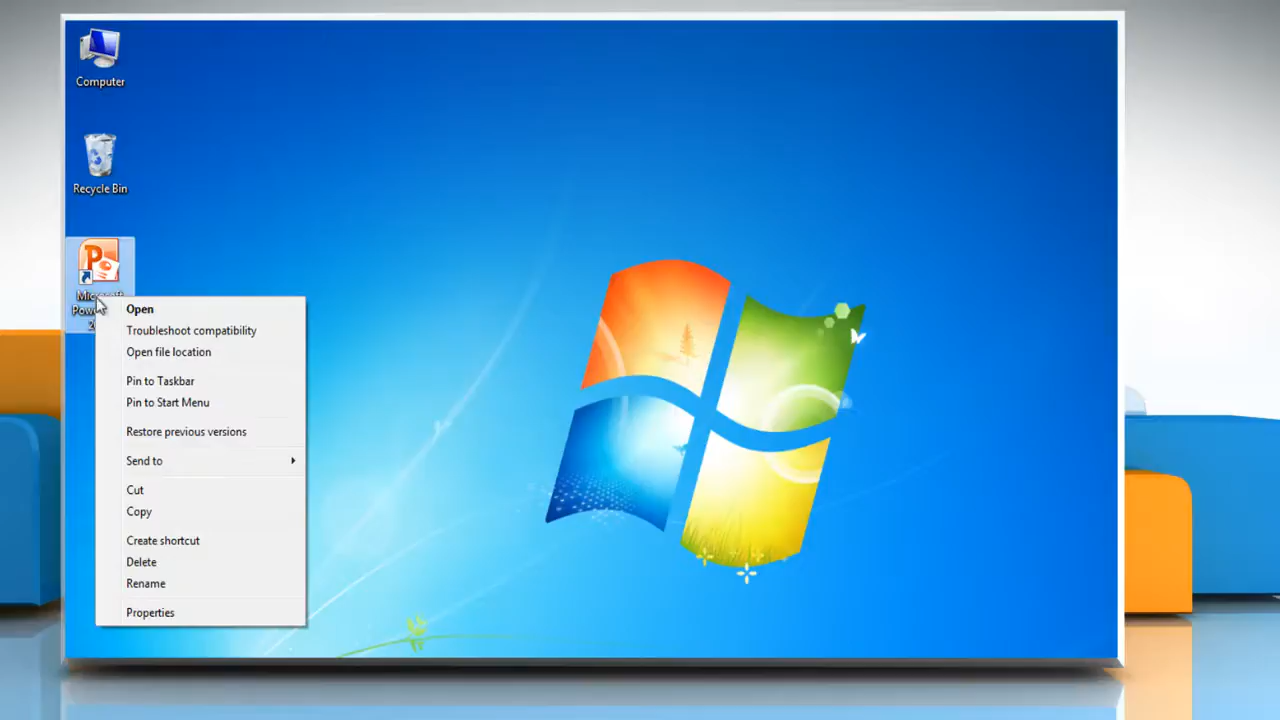 Computer
Recycle Bin
P
Open
Troubleshoot compatibility
Open file location
Pin to Taskbar
Pin to Start Menu
Restore previous versions
Send to
Cut
Copy
Create shortcut
Delete
Rename
Properties